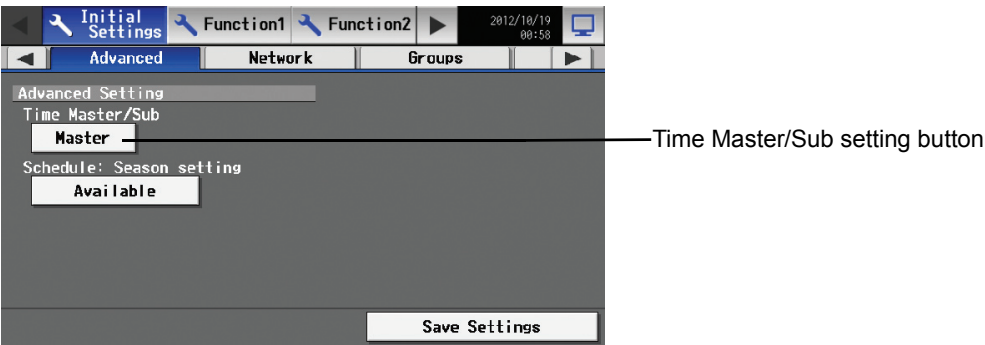 Initial
Settings
Function1
Function2
2012/10/19
00:58
Advanced
Network
Groups
Advanced Setting
Time Master/Sub
Master
Time Master/Sub setting button
Schedule: Season setting
Available
Save Settings